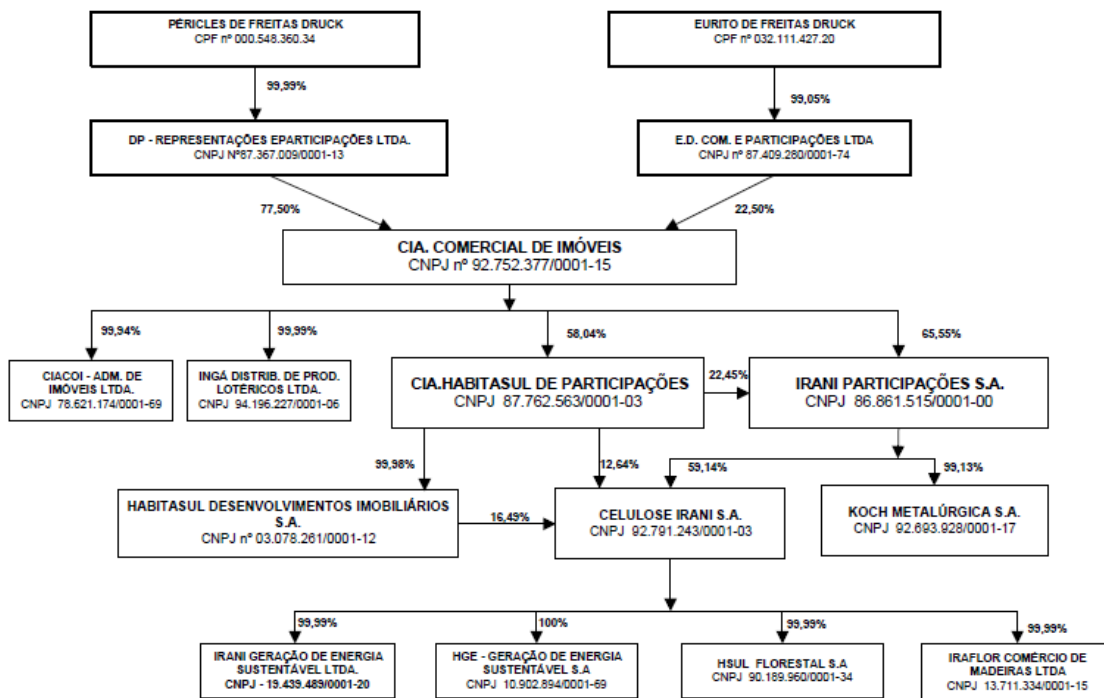 PÉRICLES DE FREITAS DRUCK
CPF nº 000.548.360.34
EURITO DE FREITAS DRUCK
CPF nº 032.111.427.20
99,99%
99,05%
DP - REPRESENTAÇÕES EPARTICIPAÇÕES LTDA.
CNPJ Nº87.367.009/0001-13
E.D. COM. E PARTICIPAÇÕES LTDA
CNPJ nº 87.409.280/0001-74
77,50%
22,50%
CIA. COMERCIAL DE IMÓVEIS
CNPJ nº 92.752.377/0001-15
99,94%
99,99%
58,04%
65,55%
CIACOI - ADM. DE
IMÓVEIS LTDA.
CNPJ 78.621.174/0001-69
INGÁ DISTRIB. DE PROD.
LOTÉRICOS LTDA.
CNPJ 94.196.227/0001-06
CIA.HABITASUL DE PARTICIPAÇÕES
CNPJ 87.762.563/0001-03
22,45%
IRANI PARTICIPAÇÕES S.A.
CNPJ 86.861.515/0001-00
99,98%
12,64%
59,14%
99,13%
HABITASUL DESENVOLVIMENTOS IMOBILIÁRIOS
S.A.
CNPJ nº 03.078.261/0001-12
16,49%
CELULOSE IRANI S.A.
CNPJ 92.791.243/0001-03
KOCH METALÚRGICA S.A.
CNPJ 92.693.928/0001-17
99,99%
100%
99,99%
99,99%
IRANI GERAÇÃO DE ENERGIA
SUSTENTÁVEL LTDA.
CNPJ - 19.439.489/0001-20
HGE - GERAÇÃO DE ENERGIA
SUSTENTÁVEL S.A
CNPJ 10.902.894/0001-69
HSUL FLORESTAL S.A
CNPJ 90.189.960/0001-34
IRAFLOR COMÉRCIO DE
MADEIRAS LTDA
CNPJ 13.711.334/0001-15